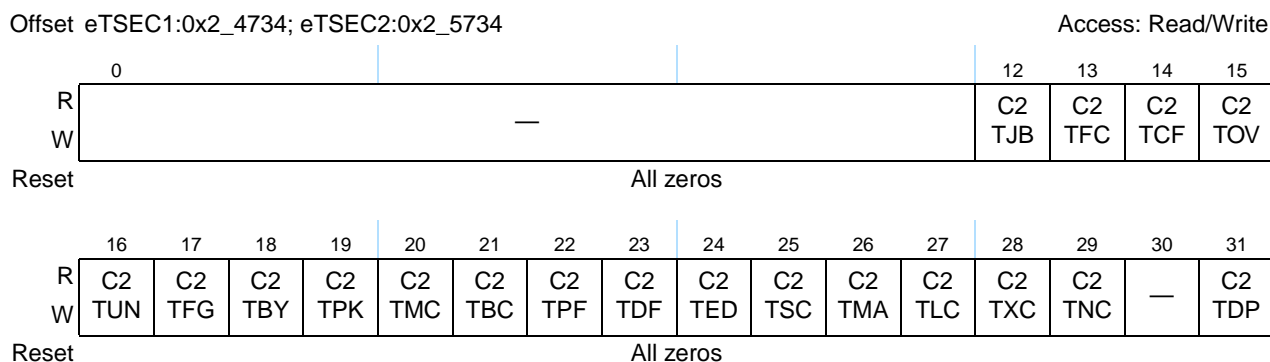 Offset eTSEC1:0x2_4734; eTSEC2:0x2_5734 Access: Read/Write
0 12 13 14 15
R — C2 C2 C2 C2
W TJB TFC TCF TOV
Reset All zeros
16 17 18 19 20 21 22 23 24 25 26 27 28 29 30 31
R C2 C2 C2 C2 C2 C2 C2 C2 C2 C2 C2 C2 C2 C2 — C2
W TUN TFG TBY TPK TMC TBC TPF TDF TED TSC TMA TLC TXC TNC TDP
Reset All zeros